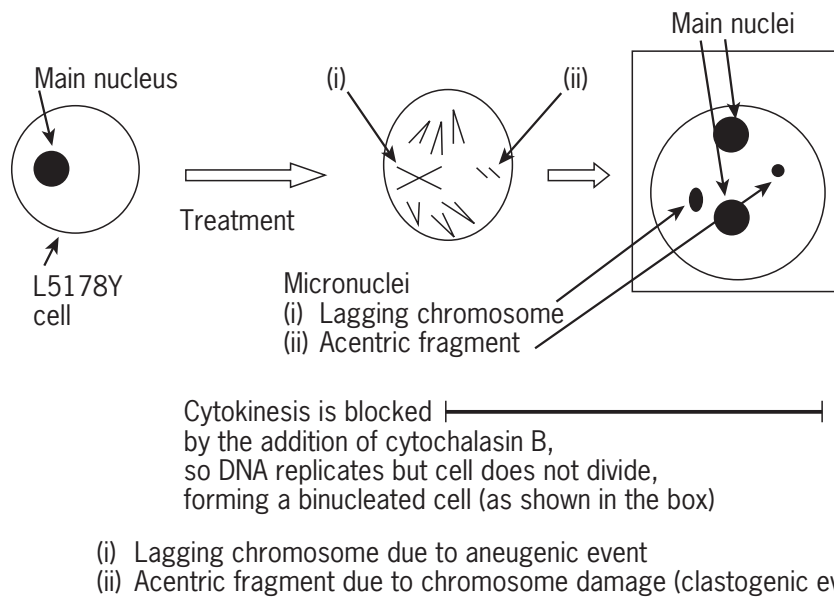 Main nuclei
Main nucleus
(i)
(ii)
Treatment
L5178Y
cell
Micronuclei
(i) Lagging chromosome
(ii) Acentric fragment
Cytokinesis is blocked
by the addition of cytochalasin B,
so DNA replicates but cell does not divide,
forming a binucleated cell (as shown in the box)
(i) Lagging chromosome due to aneugenic event
(ii) Acentric fragment due to chromosome damage (clastogenic